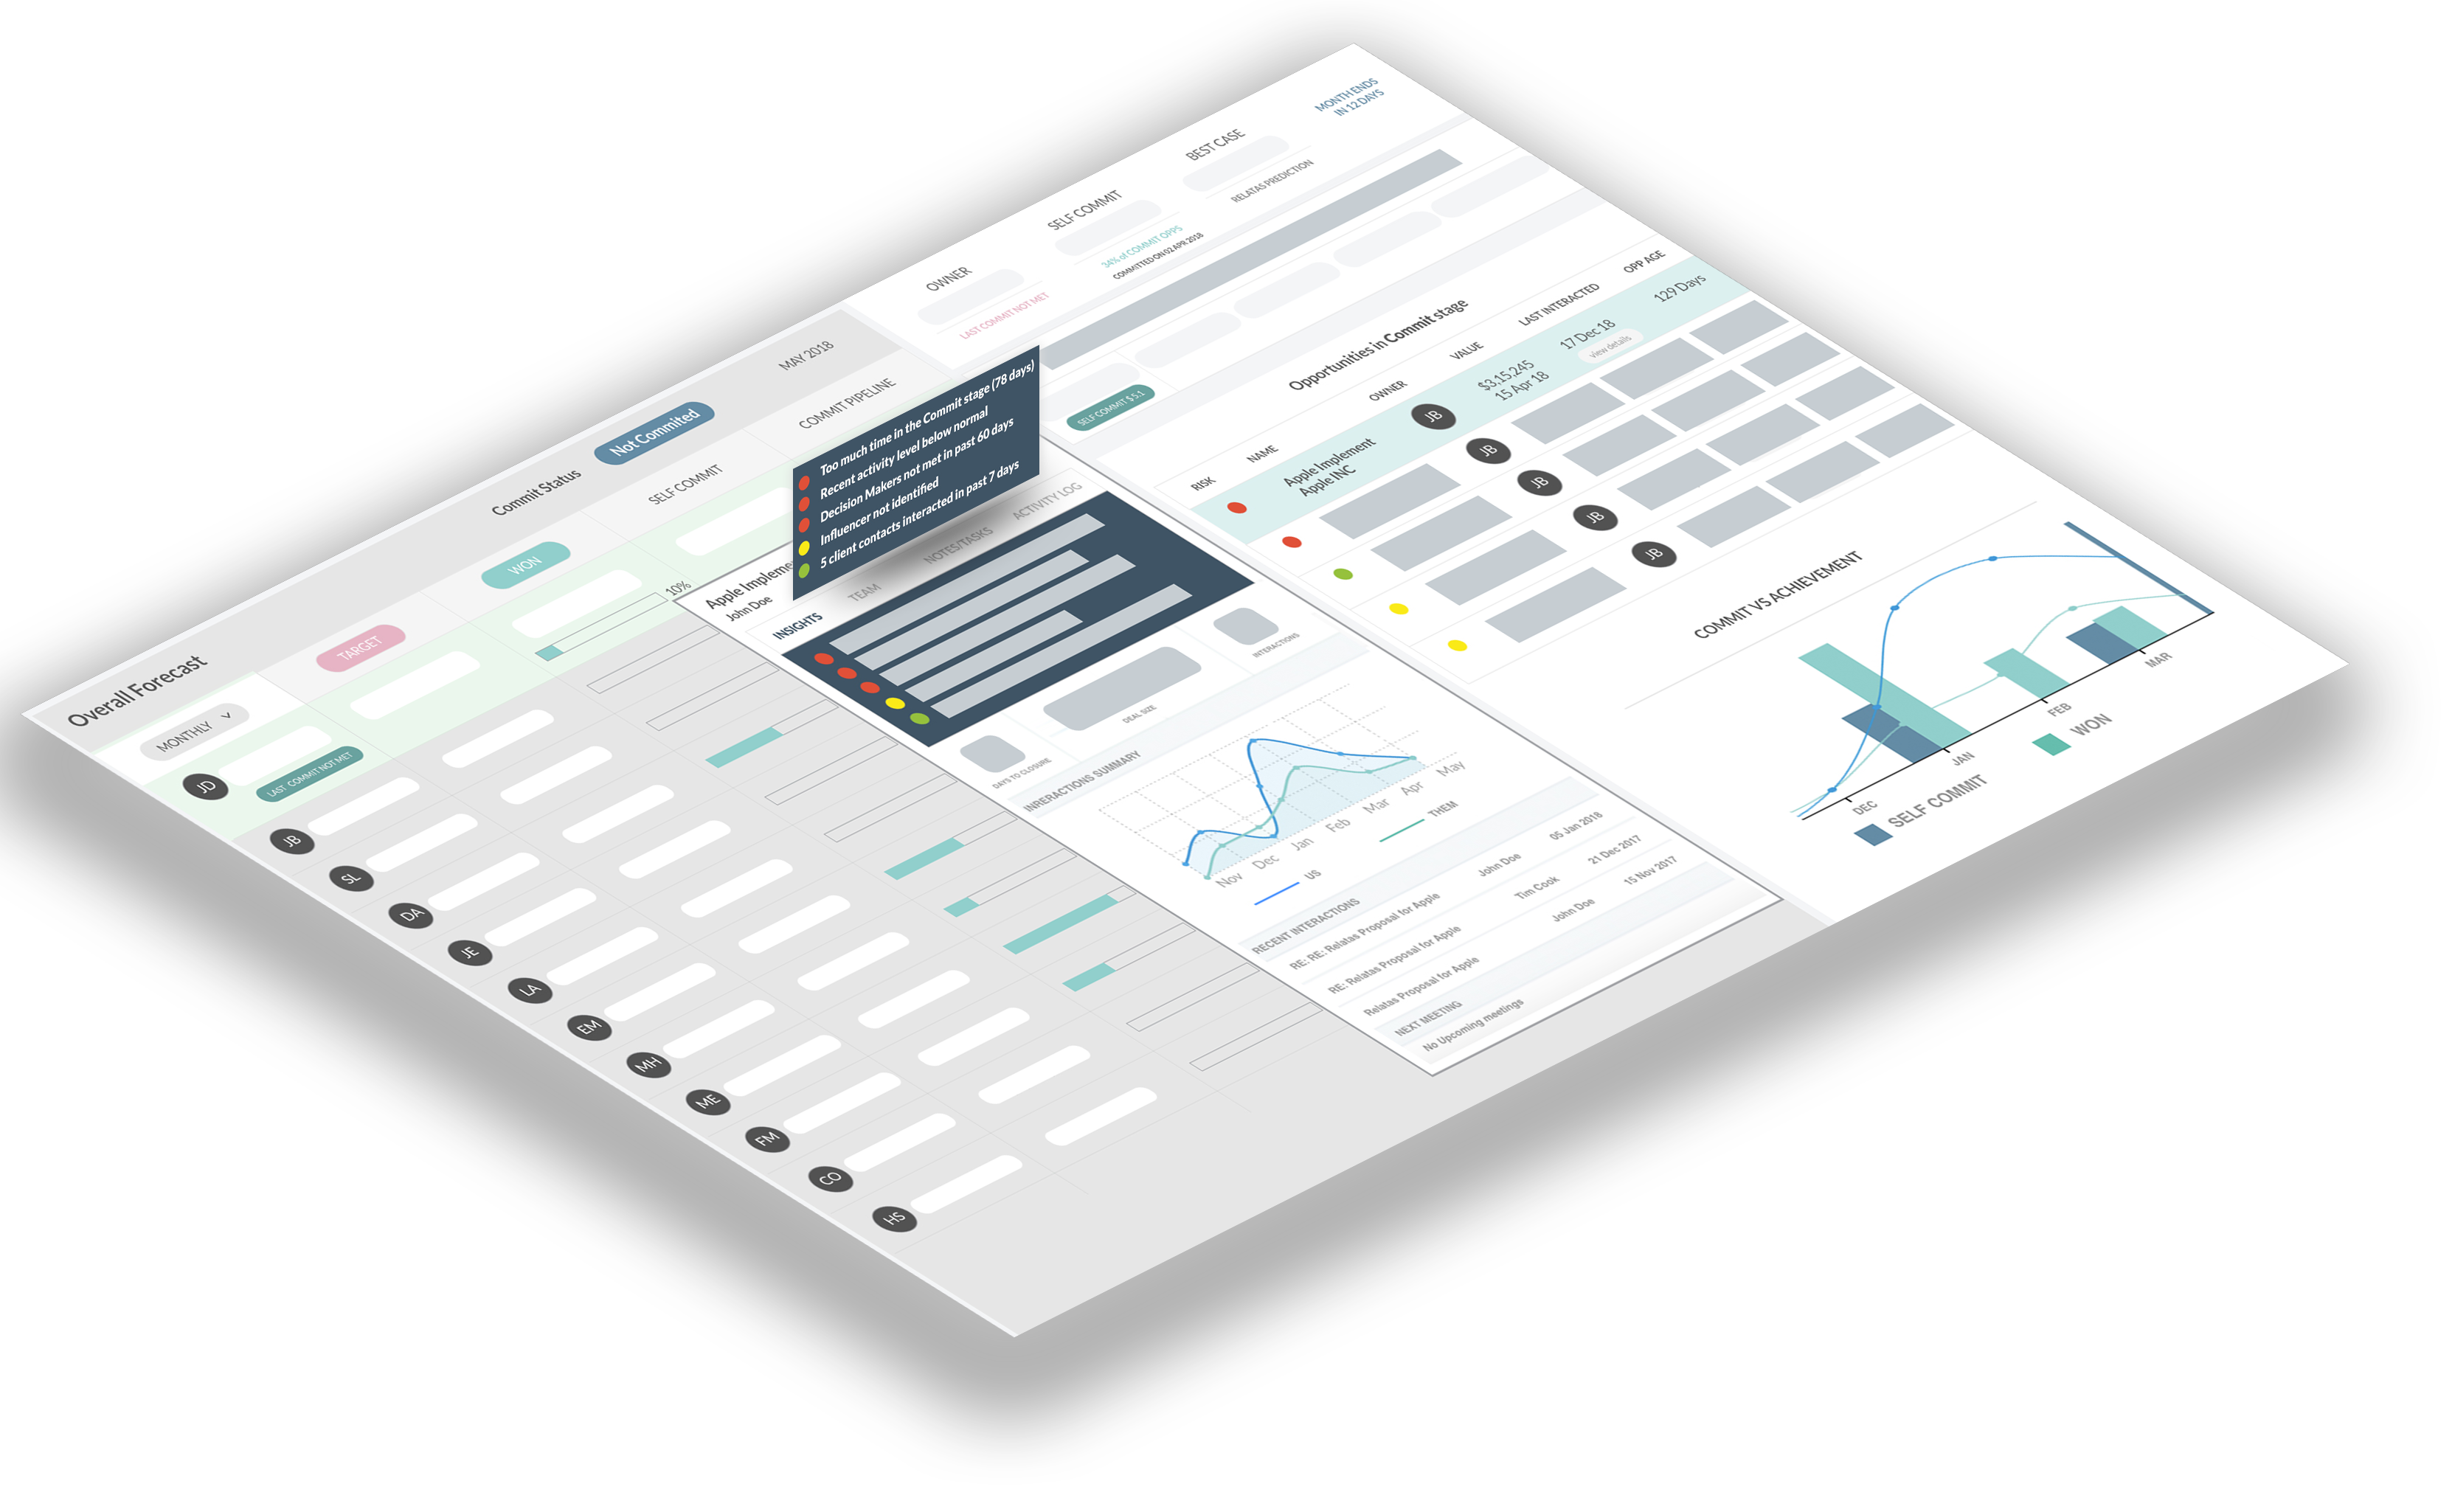 Overall Forecast
Commit Status
Not Commited
MAY 2018
MONTHLY
TARGET
WON
SELF COMMIT
COMMIT PIPELINE
JD
LAST COMMIT NOT MET
10%
JB
SL
DA
JE
LA
EM
MH
ME
FM
CO
HS
Too much time in the Commit stage (78 days)
Recent activity level below normal
Decision Makers not met in past 60 days
Influencer not identified
5 client contacts interacted in past 7 days
Apple Impleme
John Doe
INSIGHTS
TEAM
NOTES/TASKS
ACTIVITY LOG
DAYS TO CLOSURE
DEAL SIZE
INTERACTIONS
INRERACTIONS SUMMARY
Nov
Dec
Jan
Feb
Mar
Apr
May
US
THEM
RECENT INTERACTIONS
RE: RE: Relatas Proposal for Apple
John Doe
05 Jan 2018
RE: Relatas Proposal for Apple
Tim Cook
21 Dec 2017
Relatas Proposal for Apple
John Doe
15 Nov 2017
NEXT MEETING
No Upcoming meetings
OWNER
SELF COMMIT
BEST CASE
MONTH ENDS
IN 12 DAYS
LAST COMMIT NOT MET
34% of COMMIT OPPS
COMMITTED ON 02 APR 2018
RELATAS PREDICTION
SELF COMMIT $ 5.1
Opportunities in Commit stage
RISK
NAME
OWNER
VALUE
LAST INTERACTED
OPP AGE
Apple Implement
Apple INC
JB
$3,15,245
15 Apr 18
17 Dec 18
view details
129 Days
JB
JB
JB
JB
COMMIT VS ACHIEVEMENT
DEC
JAN
FEB
MAR
SELF COMMIT
WON